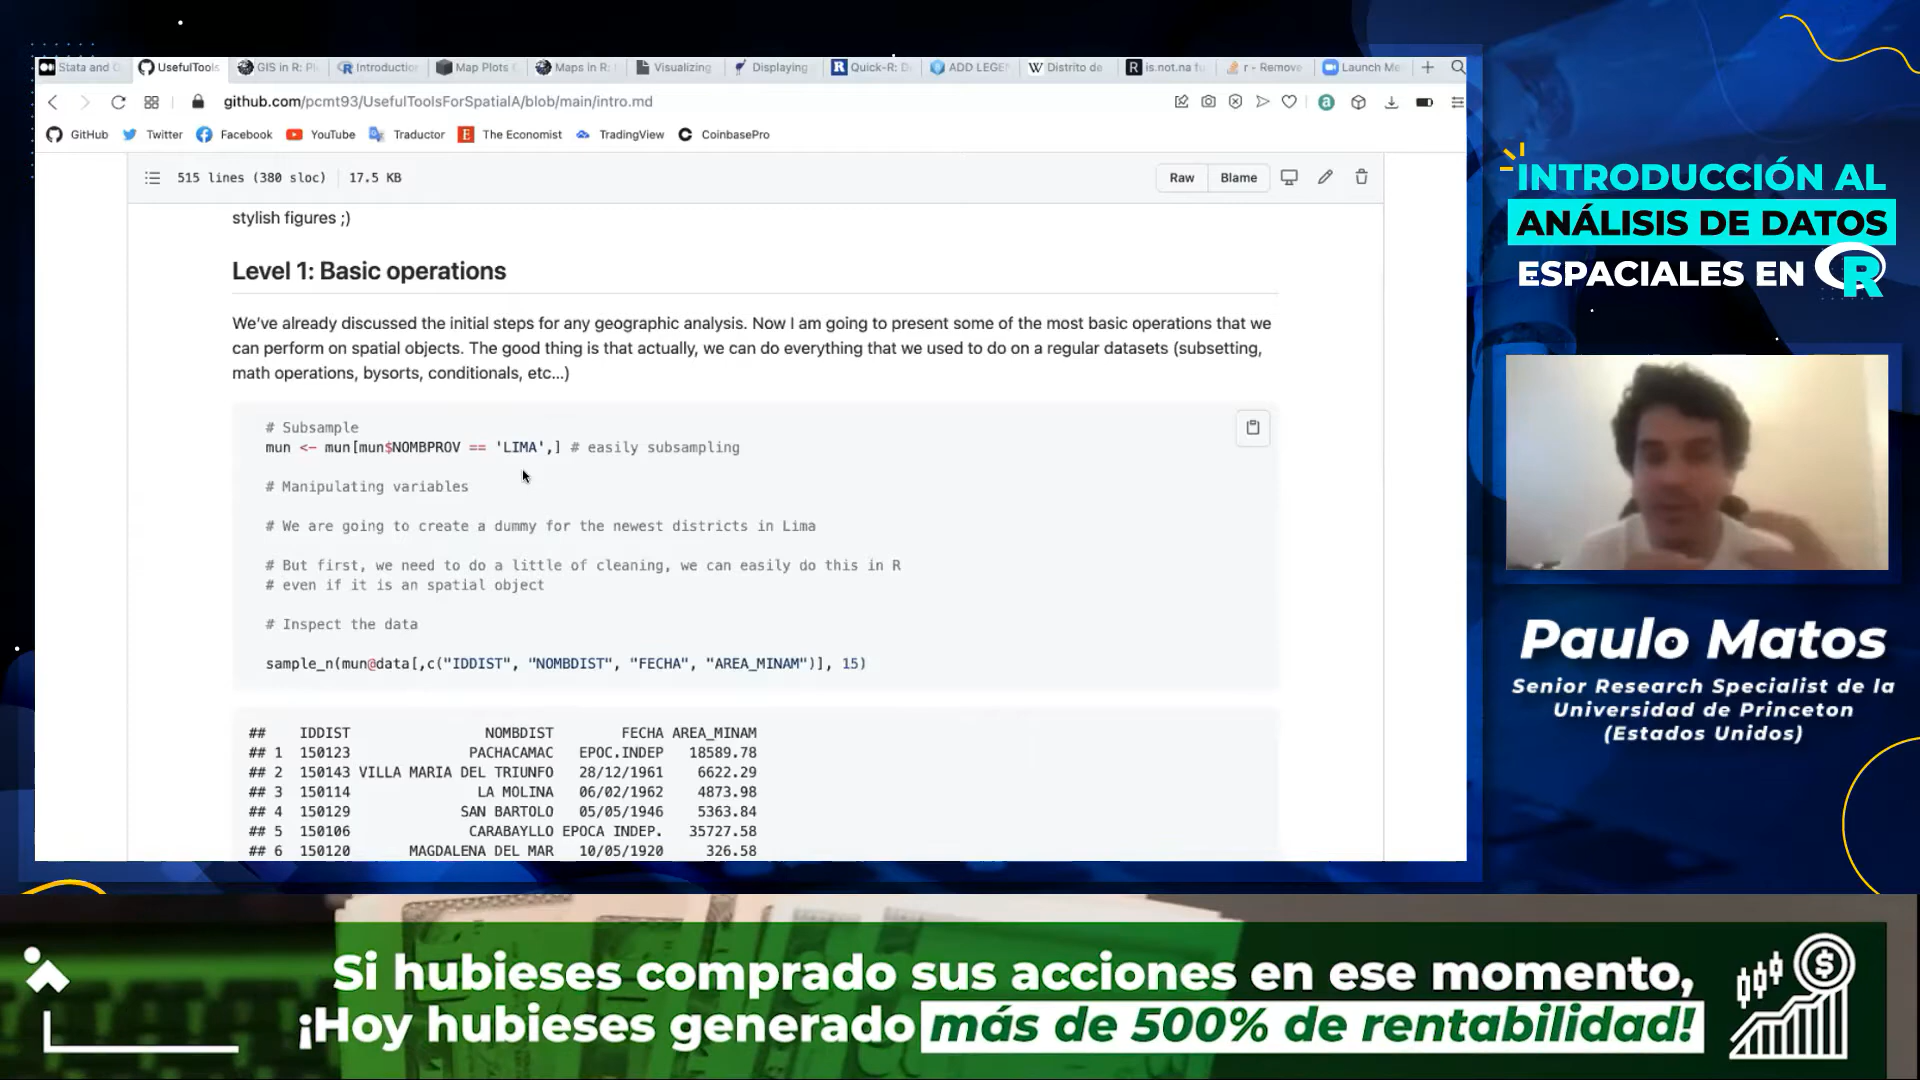 Stata and
UsefulTools
GIS in R: Pl
Introduction
Map Plots
Maps in R:
Visualizing
Displaying
Quick-R: D
ADD LEGEN
Distrito de
is.not.na fu
r - Remove
Launch Me
github.com/pcmt93/UsefulToolsForSpatialA/blob/main/intro.md
GitHub
Twitter
Facebook
YouTube
Traductor
The Economist
TradingView
CoinbasePro
515 lines (380 sloc)
17.5 KB
Raw
Blame
stylish figures ;)
Level 1: Basic operations
We've already discussed the initial steps for any geographic analysis. Now I am going to present some of the most basic operations that we
can perform on spatial objects. The good thing is that actually, we can do everything that we used to do on a regular datasets (subsetting,
math operations, bysorts, conditionals, etc...)
# Subsample
mun <- mun[mun$NOMBPROV == 'LIMA',] # easily subsampling
# Manipulating variables
# We are going to create a dummy for the newest districts in Lima
# But first, we need to do a little of cleaning, we can easily do this in R
# even if it is an spatial object
# Inspect the data
sample_n(mun@data[,c("IDDIST", "NOMBDIST", "FECHA", "AREA_MINAM")], 15)
## IDDIST NOMBDIST FECHA AREA_MINAM
## 1 150123 PACHACAMAC EPOC.INDEP 18589.78
## 2 150143 VILLA MARIA DEL TRIUNFO 28/12/1961 6622.29
## 3 150114 LA MOLINA 06/02/1962 4873.98
## 4 150129 SAN BARTOLO 05/05/1946 5363.84
## 5 150106 CARABAYLLO EPOCA INDEP. 35727.58
## 6 150120 MAGDALENA DEL MAR 10/05/1920 326.58
INTRODUCCIÓN AL
ANÁLISIS DE DATOS
ESPACIALES EN R
Paulo Matos
Senior Research Specialist de la
Universidad de Princeton
(Estados Unidos)
Si hubieses comprado sus acciones en ese momento,
¡Hoy hubieses generado más de 500% de rentabilidad!